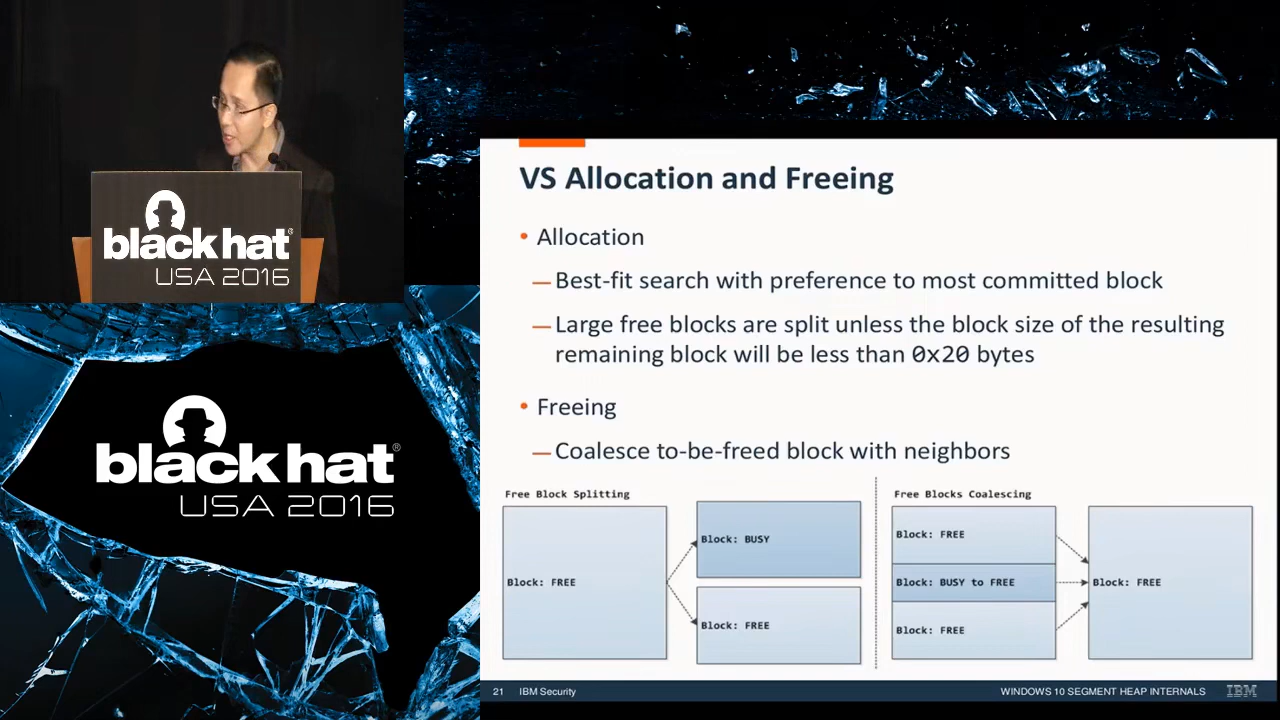 black hat®
USA 2016
black hat®
USA 2016
VS Allocation and Freeing
• Allocation
— Best-fit search with preference to most committed block
— Large free blocks are split unless the block size of the resulting
remaining block will be less than 0x20 bytes
• Freeing
— Coalesce to-be-freed block with neighbors
Free Block Splitting
Block: FREE
Block: BUSY
Block: FREE
Free Blocks Coalescing
Block: FREE
Block: BUSY to FREE
Block: FREE
Block: FREE
21 IBM Security
WINDOWS 10 SEGMENT HEAP INTERNALS
IBM